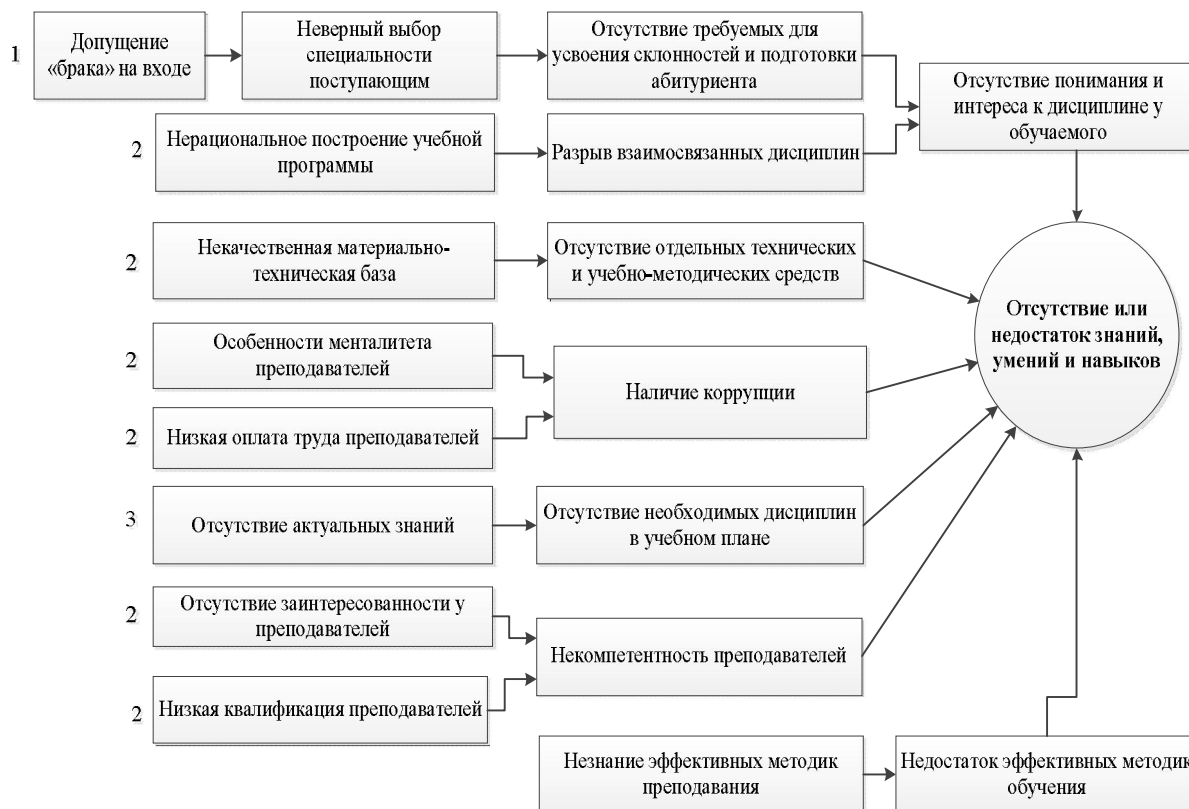 1
Допущение
«брака» на входе
Неверный выбор
специальности
поступающим
Отсутствие требуемых для
усвоения склонностей и подготовки
абитуриента
Отсутствие понимания и
интереса к дисциплине у
обучаемого
2
Нерациональное построение учебной
программы
Разрыв взаимосвязанных дисциплин
2
Некачественная материально-
техническая база
Отсутствие отдельных технических
и учебно-методических средств
Отсутствие или
недостаток знаний,
умений и навыков
2
Особенности менталитета
преподавателей
Наличие коррупции
2
Низкая оплата труда преподавателей
3
Отсутствие актуальных знаний
Отсутствие необходимых дисциплин
в учебном плане
2
Отсутствие заинтересованности у
преподавателей
Некомпетентность преподавателей
2
Низкая квалификация преподавателей
Незнание эффективных методик
преподавания
Недостаток эффективных методик
обучения